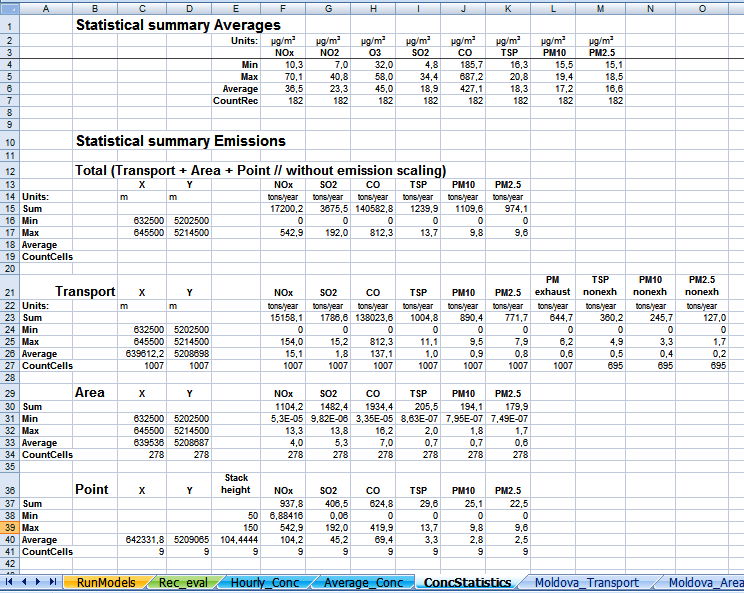 A B C D E F G H I J K L M N O
1 Statistical summary Averages
2 Units: µg/m³ µg/m³ µg/m³ µg/m³ µg/m³ µg/m³ µg/m³ µg/m³
3 NOx NO2 O3 SO2 CO TSP PM10 PM2.5
4 Min 10,3 7,0 32,0 4,8 185,7 16,3 15,5 15,1
5 Max 70,1 40,8 58,0 34,4 687,2 20,8 19,4 18,5
6 Average 36,5 23,3 45,0 18,9 427,1 18,3 17,2 16,6
7 CountRec 182 182 182 182 182 182 182 182
8
9
10 Statistical summary Emissions
11
12 Total (Transport + Area + Point // without emission scaling)
13 X Y NOx SO2 CO TSP PM10 PM2.5
14 Units: m m tons/year tons/year tons/year tons/year tons/year tons/year
15 Sum 17200,2 3675,5 140582,8 1239,9 1109,6 974,1
16 Min 632500 5202500 0 0 0 0 0 0
17 Max 645500 5214500 542,9 192,0 812,3 13,7 9,8 9,6
18 Average
19 CountCells
20
PM TSP PM10 PM2.5
21 Transport X Y NOx SO2 CO TSP PM10 PM2.5 exhaust nonexh nonexh nonexh
22 Units: m m tons/year tons/year tons/year tons/year tons/year tons/year tons/year tons/year tons/year tons/year
23 Sum 15158,1 1786,6 138023,6 1004,8 890,4 771,7 644,7 360,2 245,7 127,0
24 Min 632500 5202500 0 0 0 0 0 0 0 0 0 0
25 Max 645500 5214500 154,0 15,2 812,3 11,1 9,5 7,9 6,2 4,9 3,3 1,7
26 Average 639612,2 5208698 15,1 1,8 137,1 1,0 0,9 0,8 0,6 0,5 0,4 0,2
27 CountCells 1007 1007 1007 1007 1007 1007 1007 1007 1007 695 695 695
28
29 Area X Y NOx SO2 CO TSP PM10 PM2.5
30 Sum 1104,2 1482,4 1934,4 205,5 194,1 179,9
31 Min 632500 5202500 5,3E-05 9,82E-06 3,35E-05 8,63E-07 7,95E-07 7,49E-07
32 Max 645500 5214500 13,3 13,8 16,2 2,0 1,8 1,7
33 Average 639536 5208687 4,0 5,3 7,0 0,7 0,7 0,6
34 CountCells 278 278 278 278 278 278 278 278
35
Stack
36 Point X Y height NOx SO2 CO TSP PM10 PM2.5
37 Sum 937,8 406,5 624,8 29,6 25,1 22,5
38 Min 50 6,88416 0,06 0 0 0 0
39 Max 150 542,9 192,0 419,9 13,7 9,8 9,6
40 Average 642331,8 5209065 104,4444 104,2 45,2 69,4 3,3 2,8 2,5
41 CountCells 9 9 9 9 9 9 9 9 9
42
RunModels Rec_eval Hourly_Conc Average_Conc ConcStatistics Moldova_Transport Moldova_Area